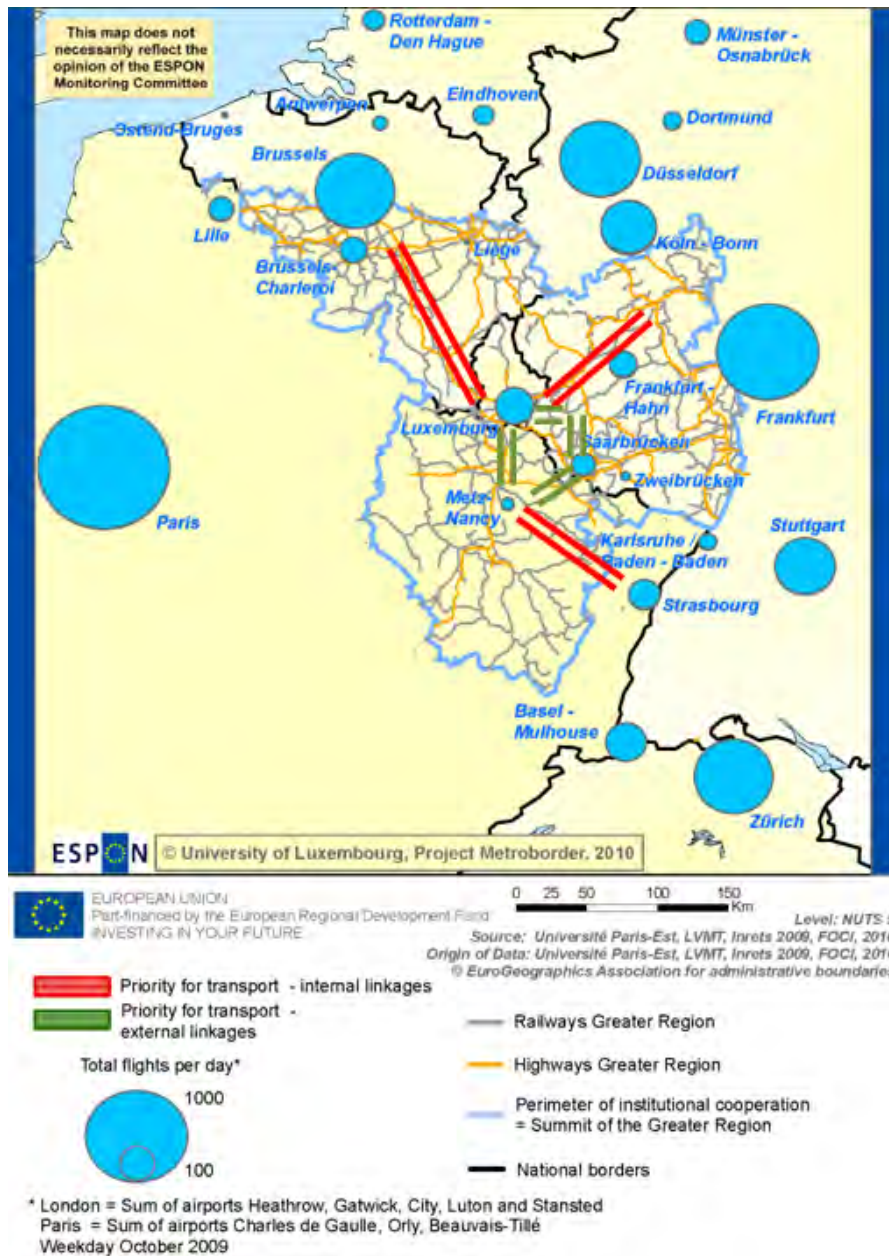 This map does not
necessarily reflect the
opinion of the ESPON
Monitoring Committee
Rotterdam -
Den Hague
Münster -
Osnabrück
Antwerpen
Eindhoven
Dortmund
Ostend-Bruges
Brussels
Düsseldorf
Lille
Liège
Köln - Bonn
Brussels-
Charleroi
Frankfurt -
Hahn
Frankfurt
Luxemburg
Saarbrücken
Paris
Metz-
Nancy
Zweibrücken
Stuttgart
Karlsruhe /
Baden - Baden
Strasbourg
Basel -
Mulhouse
Zürich
ESPON
© University of Luxembourg, Project Metroborder, 2010
EUROPEAN UNION
Part-financed by the European Regional Development Fund
INVESTING IN YOUR FUTURE
0 25 50 100 150
Km
Level: NUTS
Source: Université Paris-Est, LVMT, Inrets 2009, FOCI,
Origin of Data: Université Paris-Est, LVMT, Inrets 2009, FOCI,
© EuroGeographics Association for administrative boundaries
Priority for transport - internal linkages
Priority for transport -
external linkages
Total flights per day*
1000
100
Railways Greater Region
Highways Greater Region
Perimeter of institutional cooperation
= Summit of the Greater Region
National borders
* London = Sum of airports Heathrow, Gatwick, City, Luton and Stansted
Paris = Sum of airports Charles de Gaulle, Orly, Beauvais-Tillé
Weekday October 2009